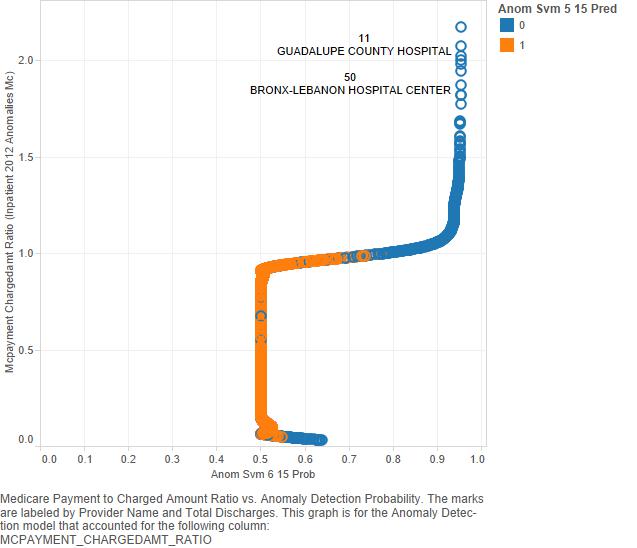 Anom Svm 5 15 Pred
0
1
11
GUADALUPE COUNTY HOSPITAL
50
BRONX-LEBANON HOSPITAL CENTER
Mcpayment Chargedamt Ratio (Inpatient 2012 Anomalies Mc)
2.0
1.5
1.0
0.5
0.0
0.0 0.1 0.2 0.3 0.4 0.5 0.6 0.7 0.8 0.9 1.0
Anom Svm 6 15 Prob
Medicare Payment to Charged Amount Ratio vs. Anomaly Detection Probability. The marks
are labeled by Provider Name and Total Discharges. This graph is for the Anomaly Detec-
tion model that accounted for the following column:
MCPAYMENT_CHARGEDAMT_RATIO